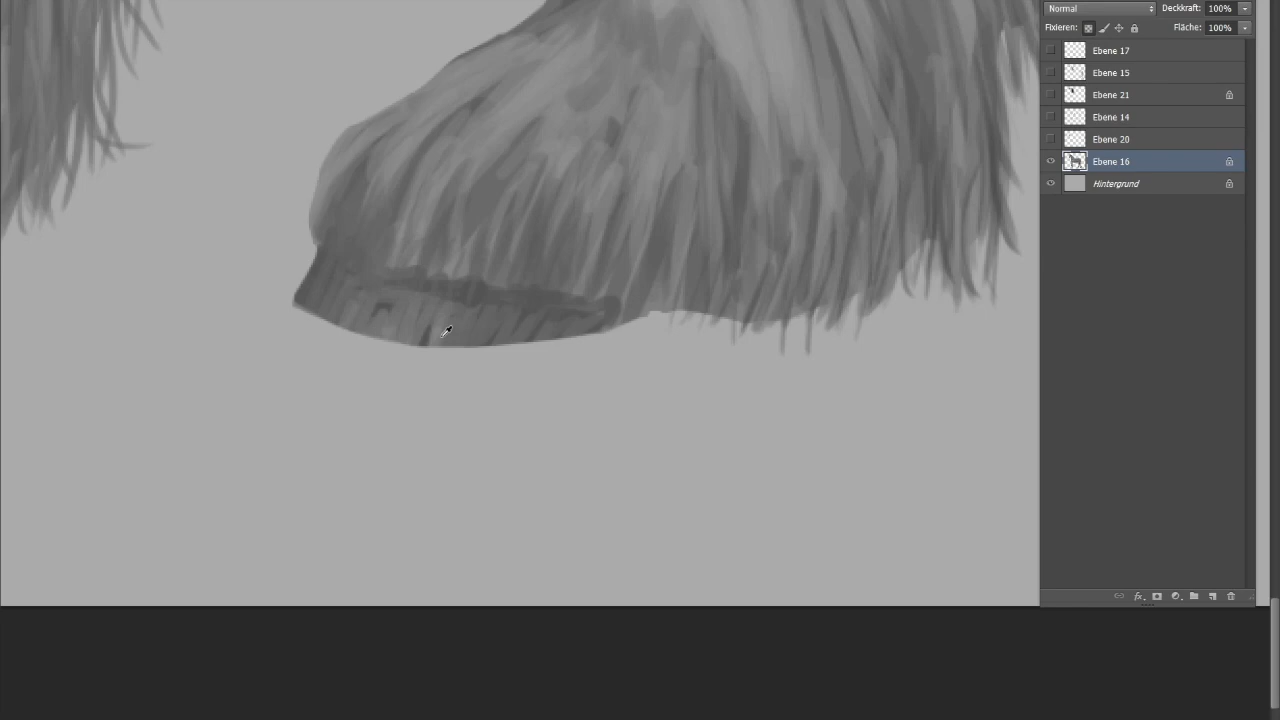 Normal Deckkraft: 100%
Fixieren: Fläche: 100%
Ebene 17
Ebene 15
Ebene 21
Ebene 14
Ebene 20
Ebene 16
Hintergrund
fx